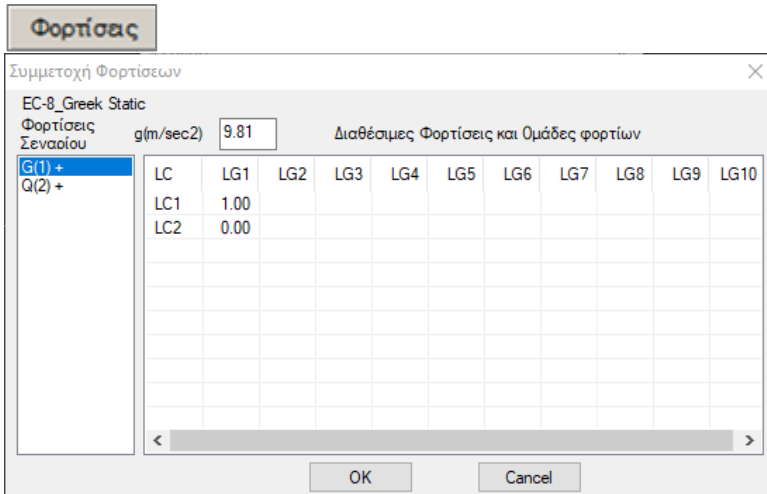 Φορτίσεις
Συμμετοχή Φορτίσεων
EC-8_Greek Static
Φορτίσεις Σεναρίου
g(m/sec2) 9.81 Διαθέσιμες Φορτίσεις και Ομάδες φορτίων
G(1) +
Q(2) +
LC LG1 LG2 LG3 LG4 LG5 LG6 LG7 LG8 LG9 LG10
LC1 1.00
LC2 0.00
OK Cancel